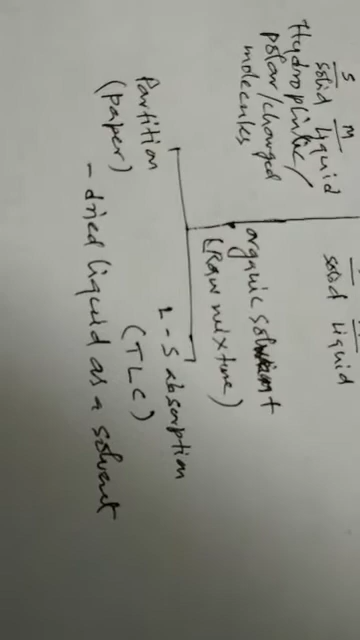 S M
solid liquid
Hydrophilic/
polar/charged
molecules
solid liquid
organic solven+
(Raw mixture)
Partition
(paper)
L-S absorption
(TLC)
- dried liquid as a solvent